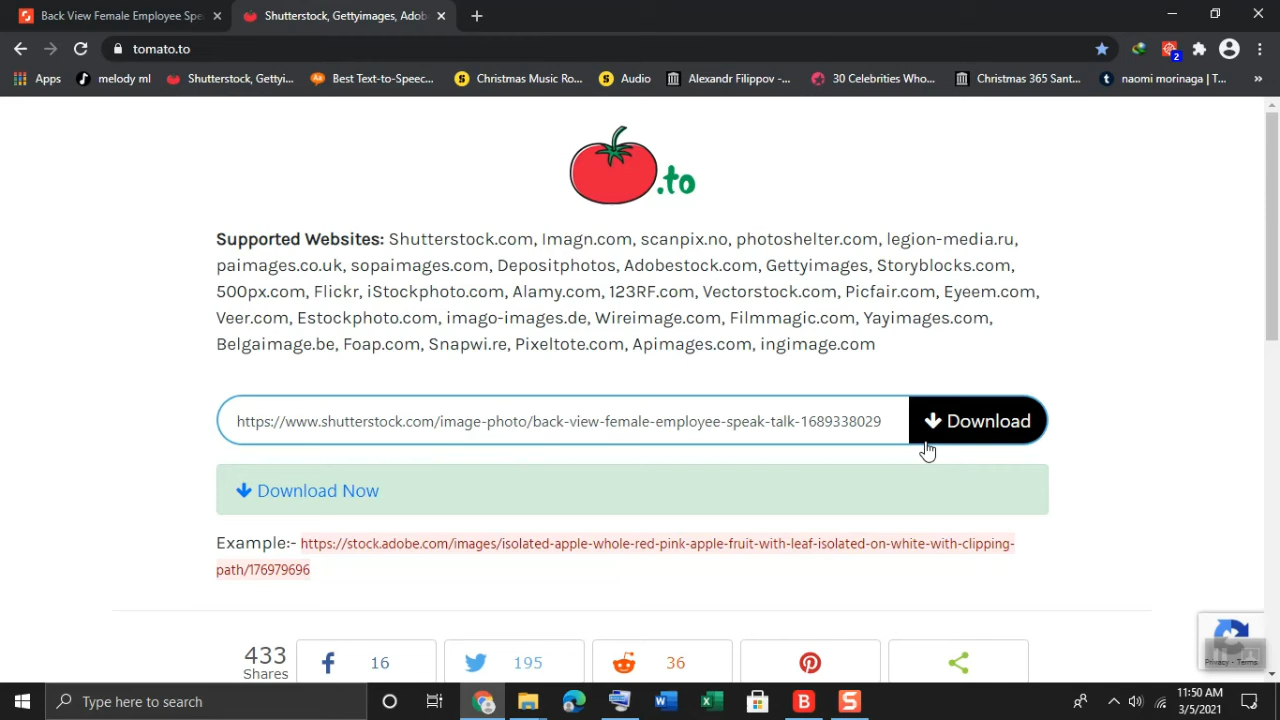 Back View Female Employee Spe
Shutterstock, Gettyimages, Adob
tomato.to
2
Apps
melody ml
Shutterstock, Gettyi...
Best Text-to-Speec...
Christmas Music Ro...
Audio
Alexandr Filippov -...
30 Celebrities Who...
Christmas 365 Sant...
naomi morinaga | T...
.to
Supported Websites: Shutterstock.com, Imagn.com, scanpix.no, photoshelter.com, legion-media.ru,
paimages.co.uk, sopaimages.com, Depositphotos, Adobestock.com, Gettyimages, Storyblocks.com,
500px.com, Flickr, iStockphoto.com, Alamy.com, 123RF.com, Vectorstock.com, Picfair.com, Eyeem.com,
Veer.com, Estockphoto.com, imago-images.de, Wireimage.com, Filmmagic.com, Yayimages.com,
Belgaimage.be, Foap.com, Snapwi.re, Pixeltote.com, Apimages.com, ingimage.com
https://www.shutterstock.com/image-photo/back-view-female-employee-speak-talk-1689338029
Download
Download Now
Example:- https://stock.adobe.com/images/isolated-apple-whole-red-pink-apple-fruit-with-leaf-isolated-on-white-with-clipping-
path/176979696
433
Shares
16
195
36
Privacy - Terms
Type here to search
11:50 AM
3/5/2021